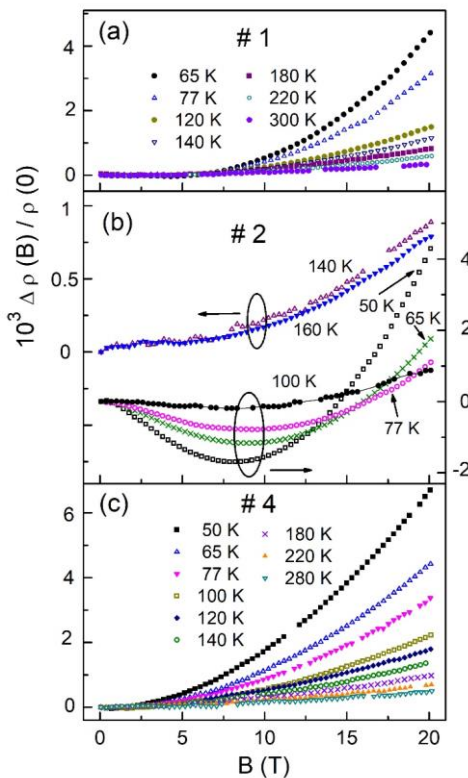 (a)
# 1
4
2
0
65 K
77 K
120 K
140 K
180 K
220 K
300 K
10³ Δρ (B) / ρ (0)
(b)
# 2
1
0.5
0
140 K
160 K
50 K
65 K
100 K
77 K
4
2
0
-2
(c)
# 4
6
4
2
0
50 K
65 K
77 K
100 K
120 K
140 K
180 K
220 K
280 K
0 5 10 15 20
B (T)